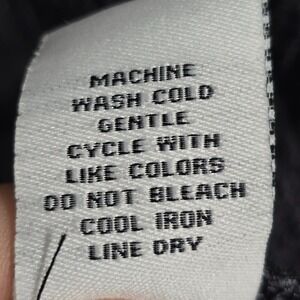 MACHINE
WASH COLD
GENTLE
CYCLE WITH
LIKE COLORS
DO NOT BLEACH
COOL IRON
LINE DRY